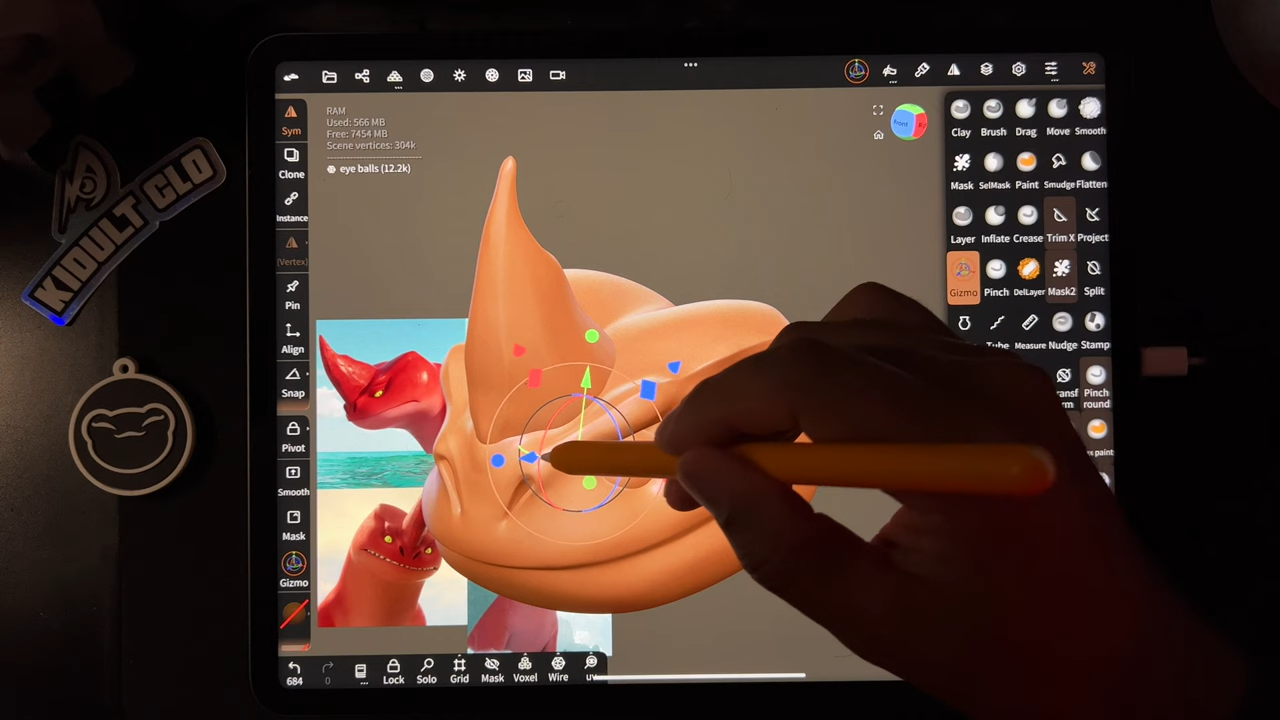 KIDULT CLO
RAM
Used: 566 MB
Free: 7454 MB
Scene vertices: 304k
eye balls (12.2k)
Front
Sym
Clone
Instance
(Vertex)
Pin
Align
Snap
Pivot
Smooth
Mask
Gizmo
Clay Brush Drag Move Smooth
Mask SelMask Paint Smudge Flatten
Layer Inflate Crease Trim X Project
Gizmo Pinch DelLayer Mask2 Split
Tube Measure Nudge Stamp
Pinch
round
684 0 Lock Solo Grid Mask Voxel Wire